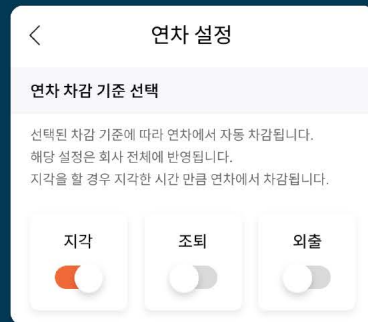 연차 설정
연차 차감 기준 선택
선택된 차감 기준에 따라 연차에서 자동 차감됩니다.
해당 설정은 회사 전체에 반영됩니다.
지각을 할 경우 지각한 시간 만큼 연차에서 차감됩니다.
지각 조퇴 외출